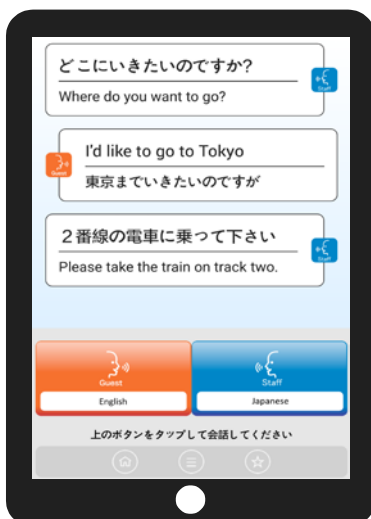 どこにいきたいのですか?
Where do you want to go?
Staff
I'd like to go to Tokyo
Guest
東京までいきたいのですが
２番線の電車に乗って下さい
Staff
Please take the train on track two.
Guest
English
Staff
Japanese
上のボタンをタップして会話してください